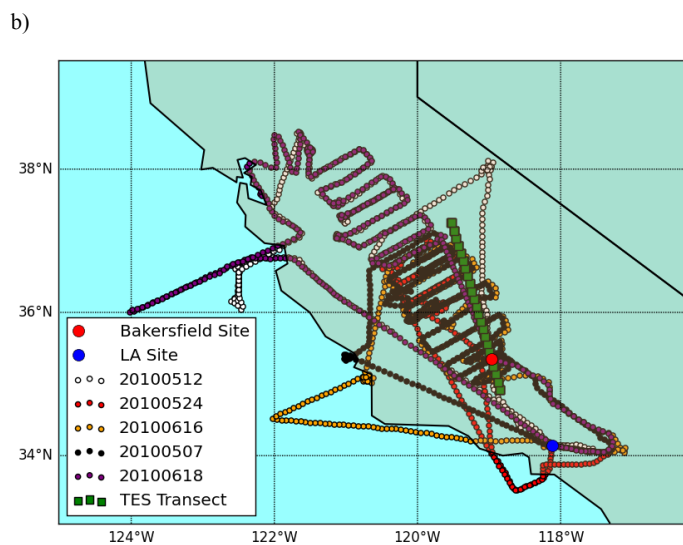 b)
38°N
36°N
34°N
Bakersfield Site
LA Site
20100512
20100524
20100616
20100507
20100618
TES Transect
124°W
122°W
120°W
118°W